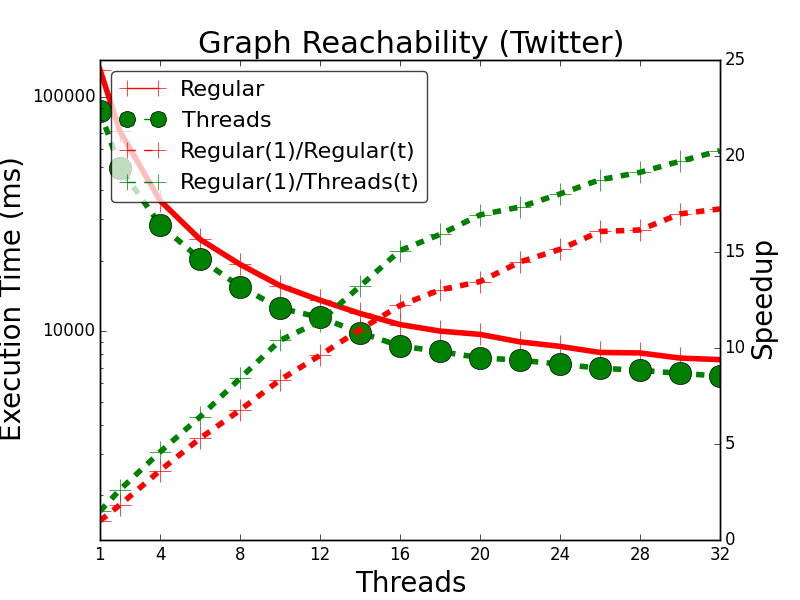 Graph Reachability (Twitter)
Regular
Threads
Regular(1)/Regular(t)
Regular(1)/Threads(t)
Execution Time (ms)
100000
10000
Speedup
25
20
15
10
5
0
1 4 8 12 16 20 24 28 32
Threads